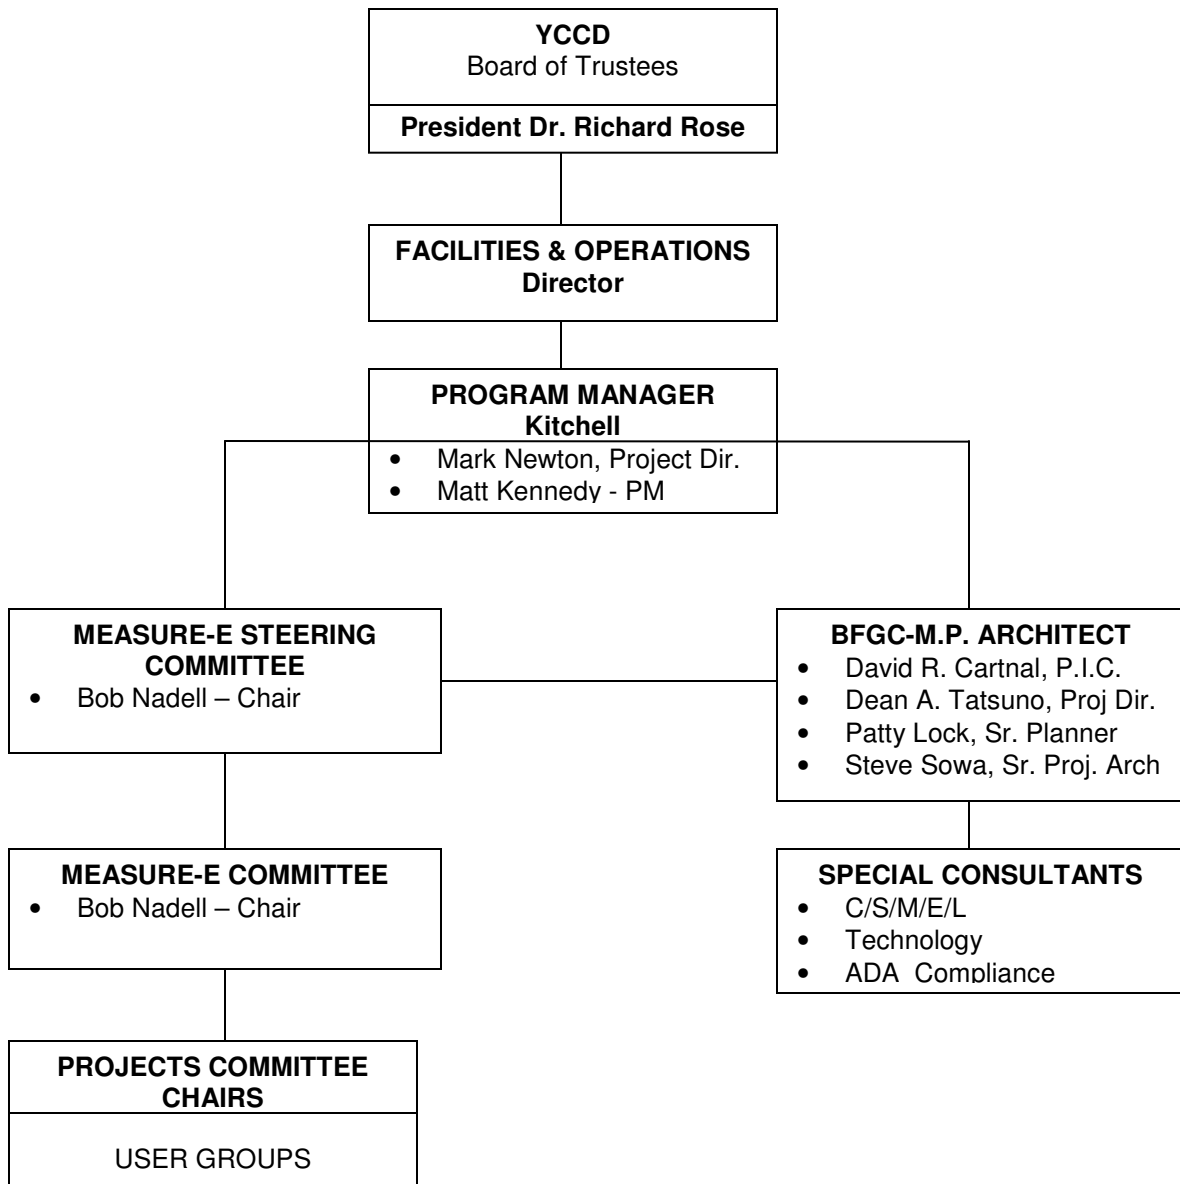 YCCD
Board of Trustees
President Dr. Richard Rose
FACILITIES & OPERATIONS
Director
PROGRAM MANAGER
Kitchell
• Mark Newton, Project Dir.
• Matt Kennedy - PM
MEASURE-E STEERING
COMMITTEE
• Bob Nadell – Chair
BFGC-M.P. ARCHITECT
• David R. Cartnal, P.I.C.
• Dean A. Tatsuno, Proj Dir.
• Patty Lock, Sr. Planner
• Steve Sowa, Sr. Proj. Arch
MEASURE-E COMMITTEE
• Bob Nadell – Chair
SPECIAL CONSULTANTS
• C/S/M/E/L
• Technology
• ADA Compliance
PROJECTS COMMITTEE
CHAIRS
USER GROUPS